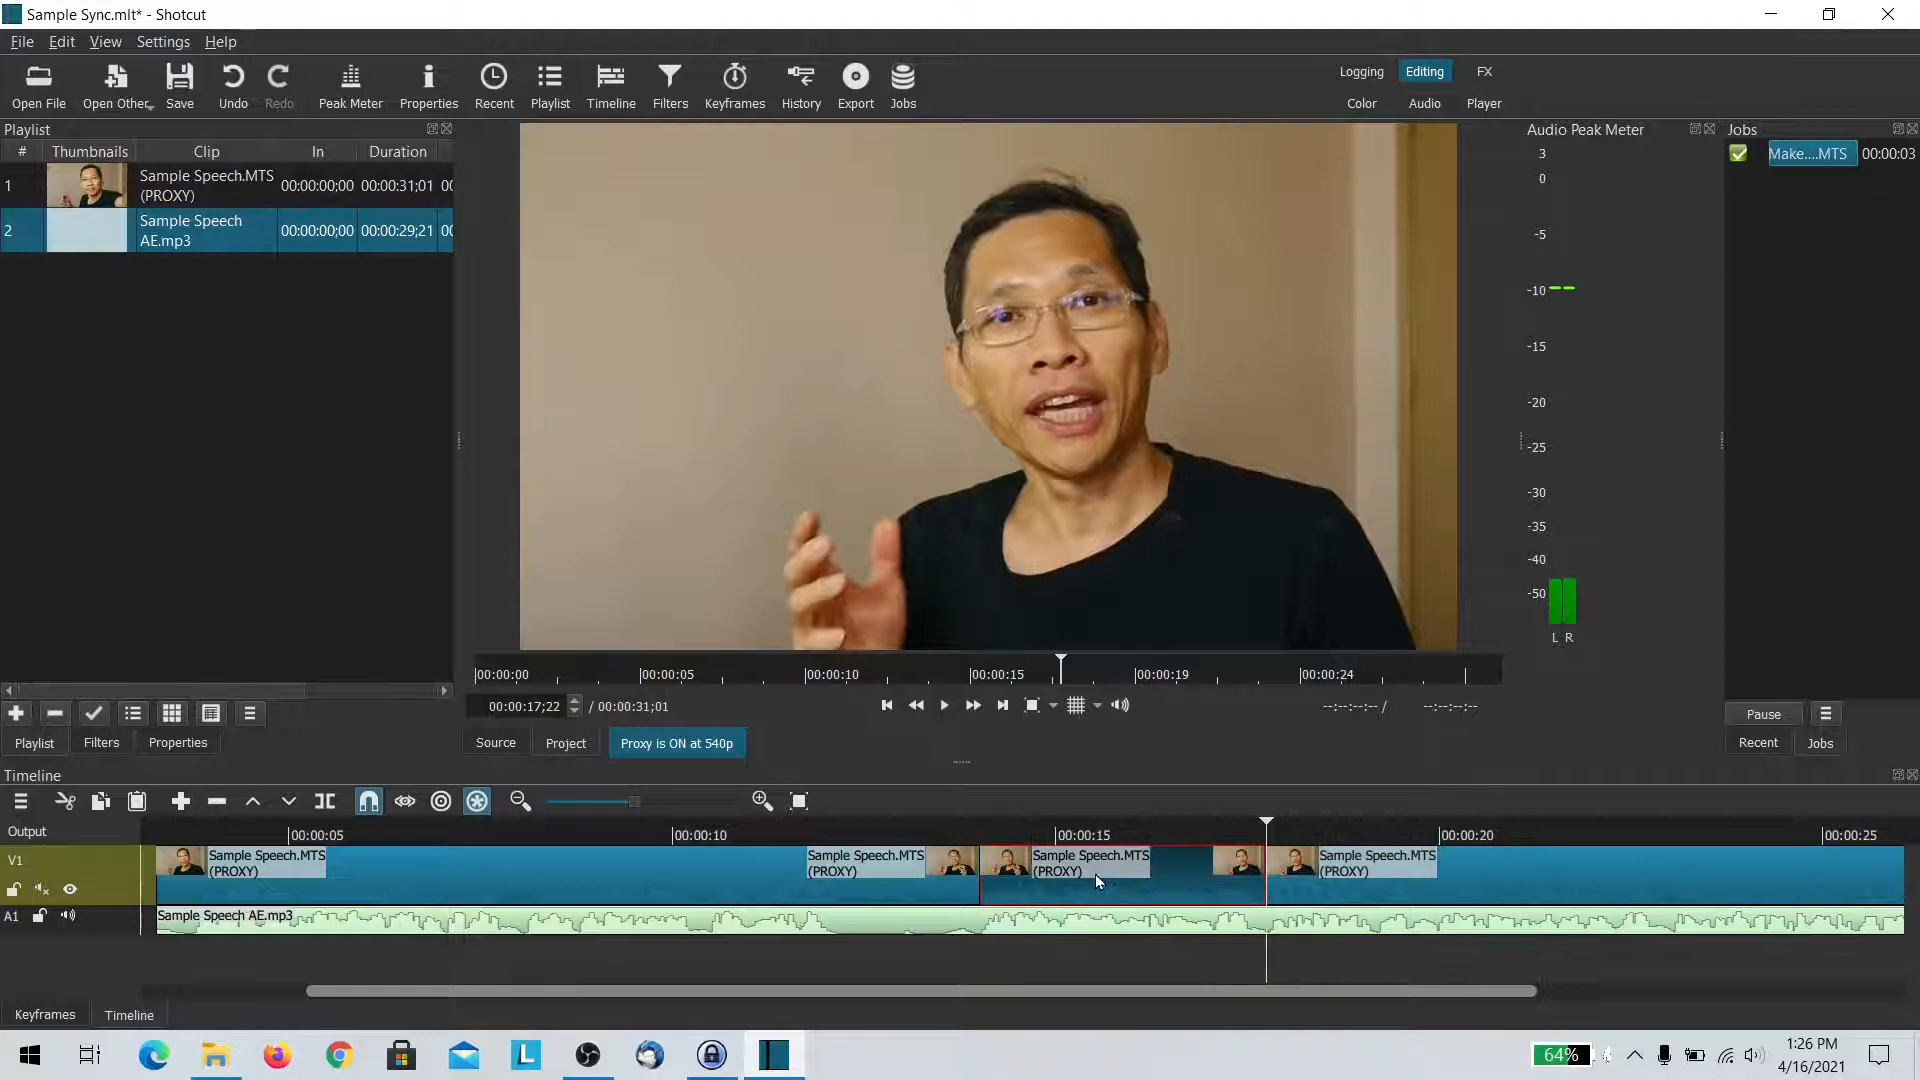 Sample Sync.mlt* - Shotcut
File Edit View Settings Help
Open File Open Other Save Undo Redo Peak Meter Properties Recent Playlist Timeline Filters Keyframes History Export Jobs
Logging Editing FX
Color Audio Player
Playlist
# Thumbnails Clip In Duration
1 Sample Speech.MTS 00:00:00;00 00:00:31;01 00
(PROXY)
2 Sample Speech 00:00:00;00 00:00:29;21 00
AE.mp3
Audio Peak Meter
3
0
-5
-10
-15
-20
-25
-30
-35
-40
-50
L R
Jobs
Make....MTS 00:00:03
00:00:00 00:00:05 00:00:10 00:00:15 00:00:19 00:00:24
00:00:17;22 / 00:00:31;01 --:--:--:-- / --:--:--:--
Playlist Filters Properties
Source Project Proxy is ON at 540p
Pause
Recent Jobs
Timeline
Output
00:00:05 00:00:10 00:00:15 00:00:20 00:00:25
V1
Sample Speech.MTS Sample Speech.MTS Sample Speech.MTS Sample Speech.MTS
(PROXY) (PROXY) (PROXY) (PROXY)
A1
Sample Speech AE.mp3
Keyframes Timeline
L
64%
1:26 PM
4/16/2021